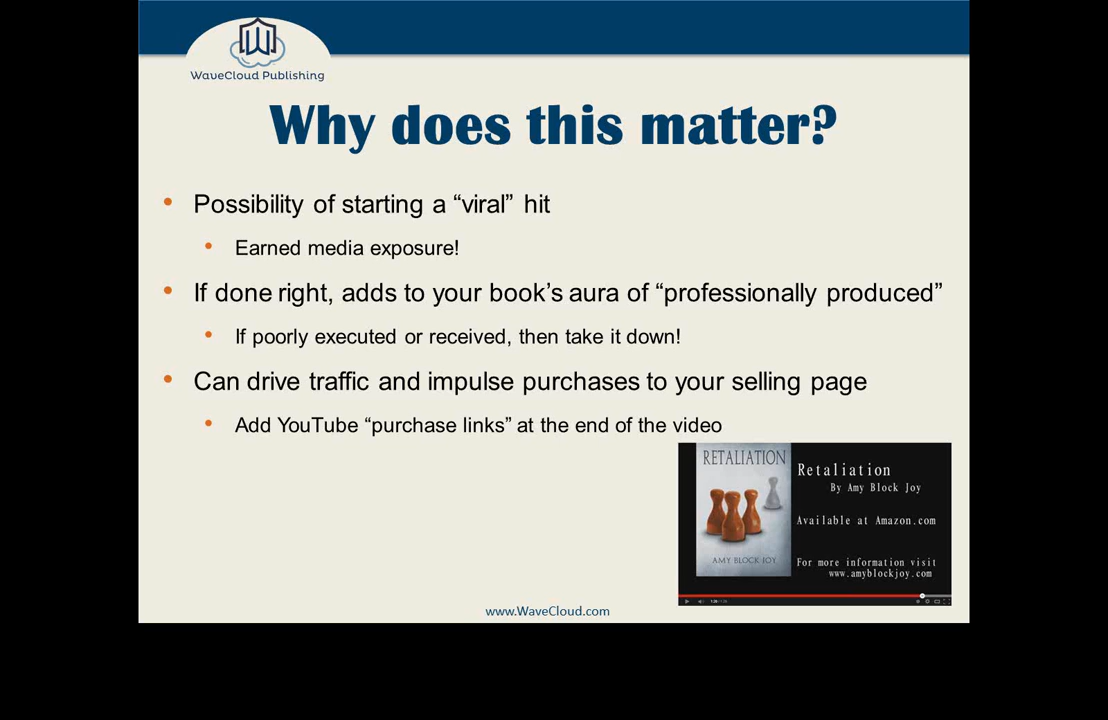 WaveCloud Publishing
Why does this matter?
• Possibility of starting a “viral” hit
• Earned media exposure!
• If done right, adds to your book’s aura of “professionally produced”
• If poorly executed or received, then take it down!
• Can drive traffic and impulse purchases to your selling page
• Add YouTube “purchase links” at the end of the video
RETALIATION
AMY BLOCK JOY
Retaliation
By Amy Block Joy
Available at Amazon.com
For more information visit
www.amyblockjoy.com
www.WaveCloud.com